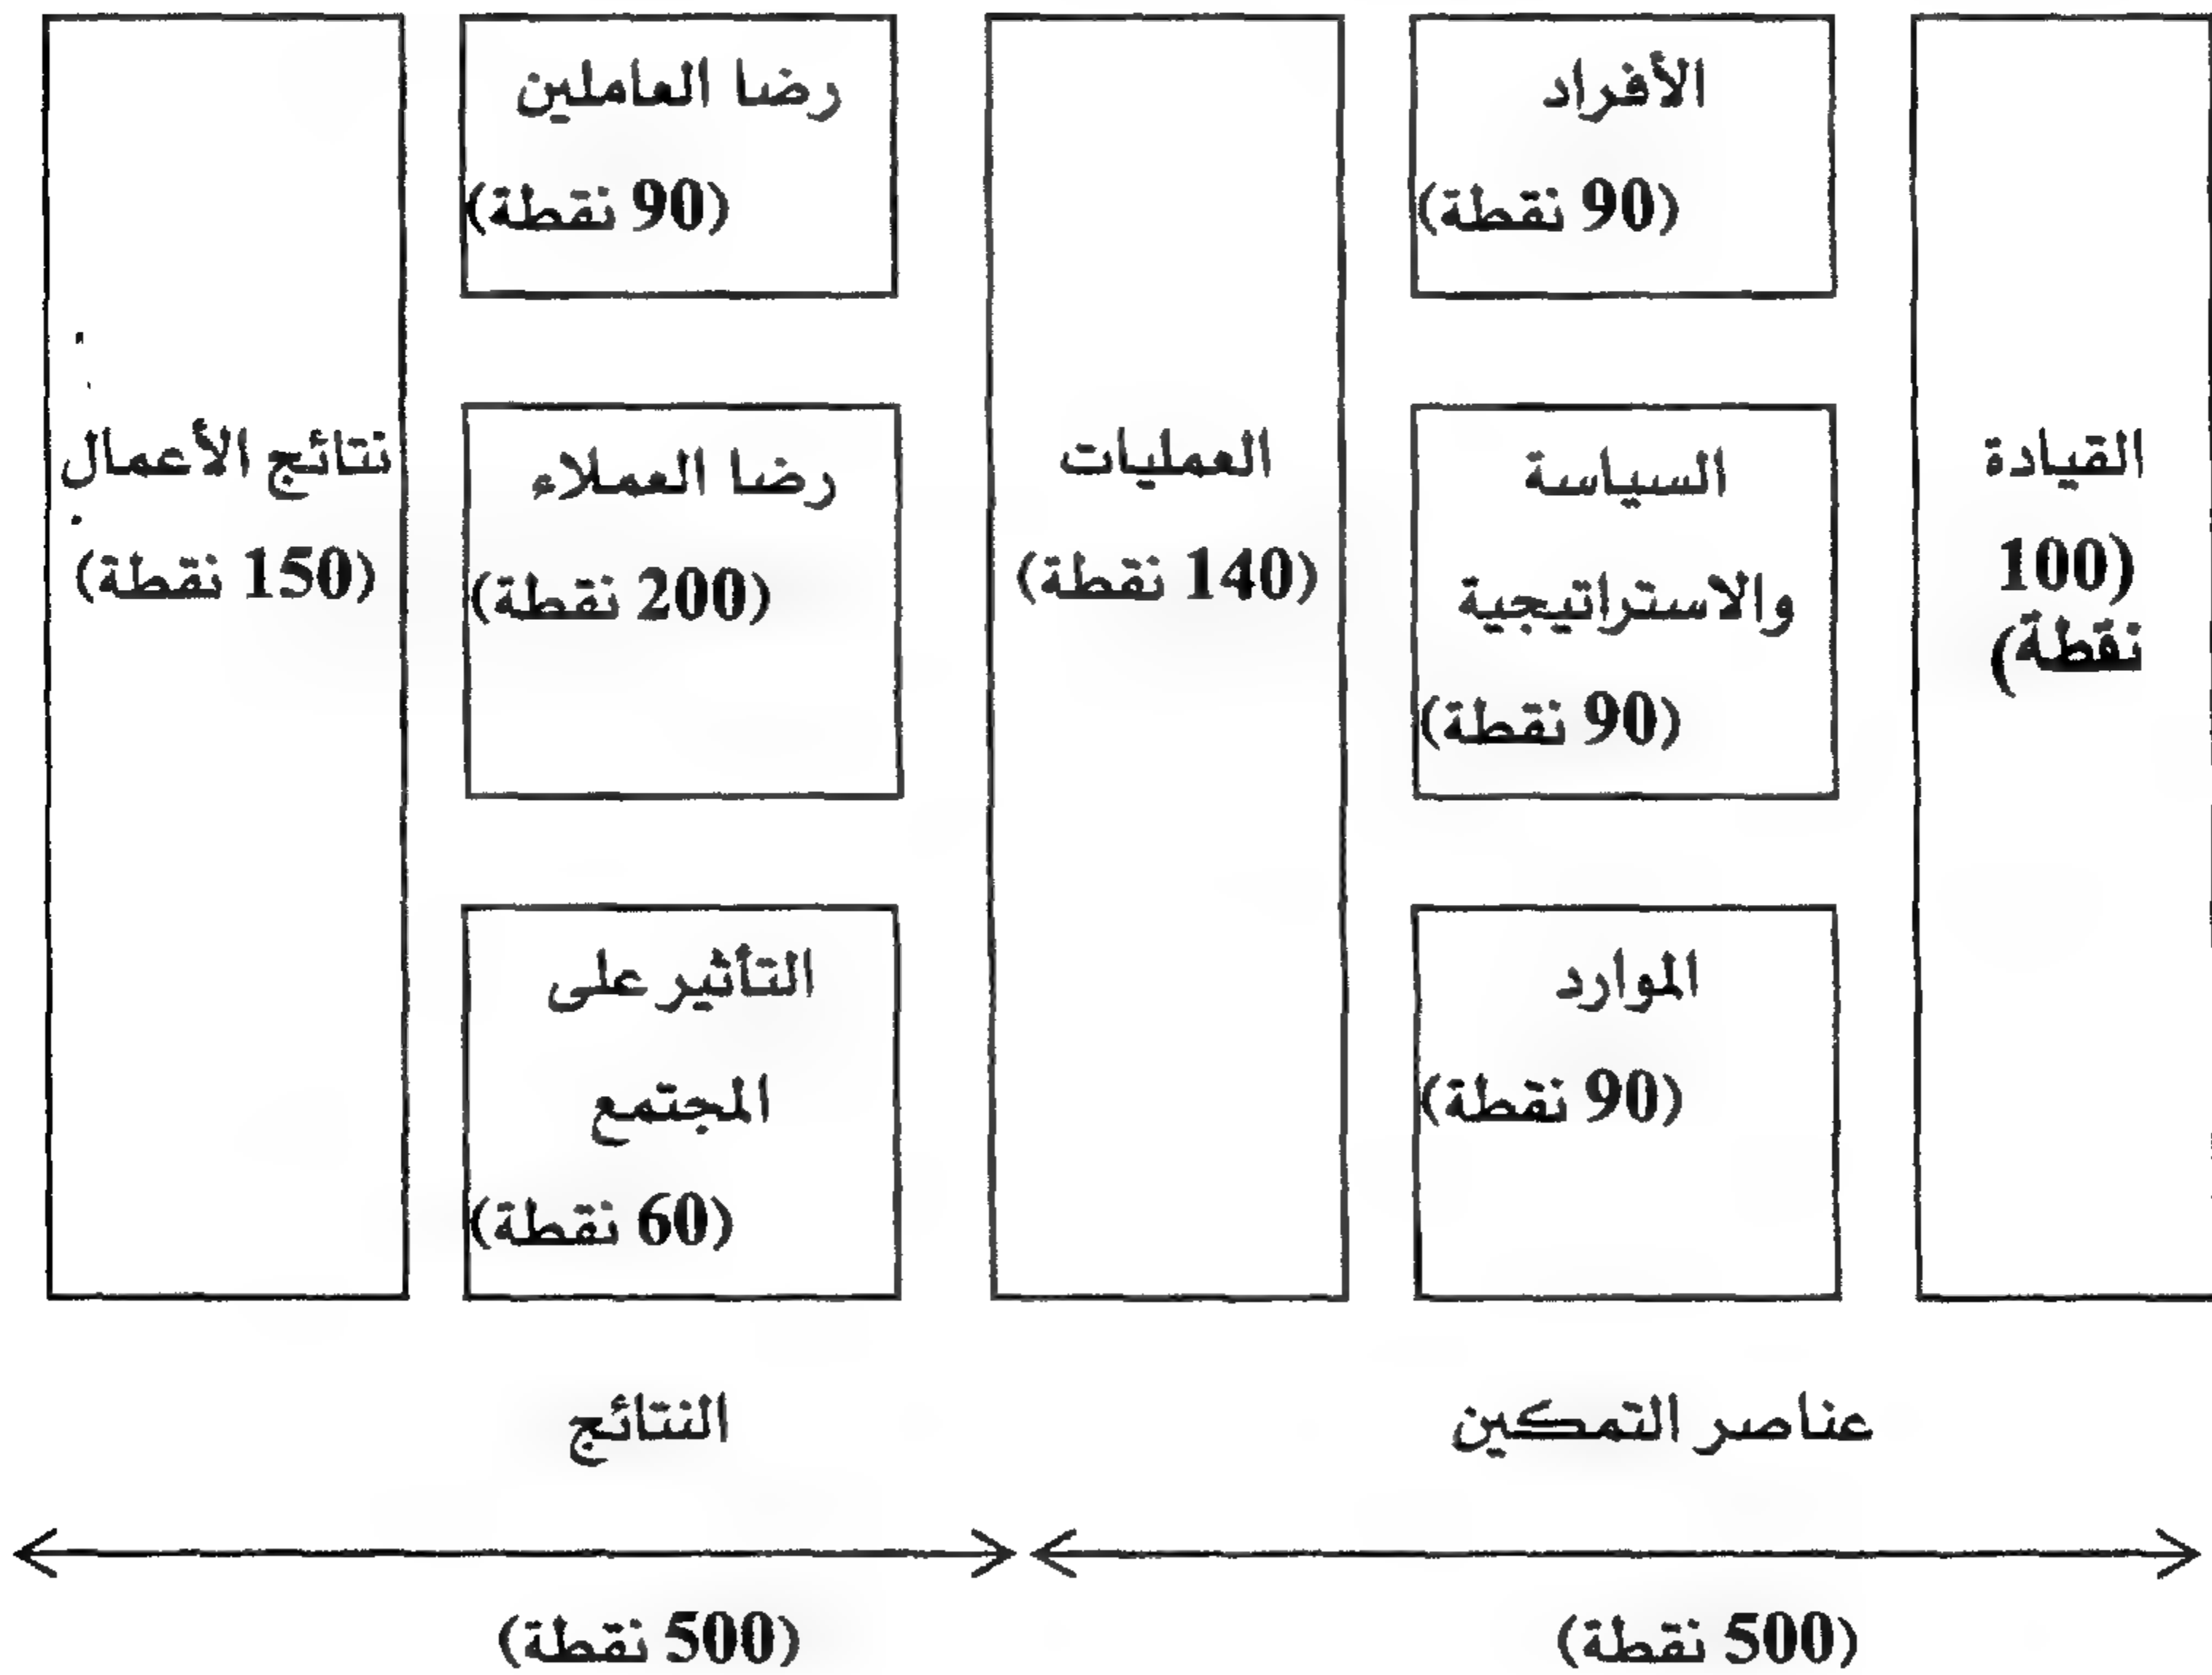 القيادة
(100
نقطة)
الأفراد
(90 نقطة)
السياسة
والاستراتيجية
(90 نقطة)
الموارد
(90 نقطة)
العمليات
(140 نقطة)
رضا العاملين
(90 نقطة)
رضا العملاء
(200 نقطة)
التأثير على
المجتمع
(60 نقطة)
نتائج الأعمال
(150 نقطة)
عناصر التمكين
(500 نقطة)
النتائج
(500 نقطة)